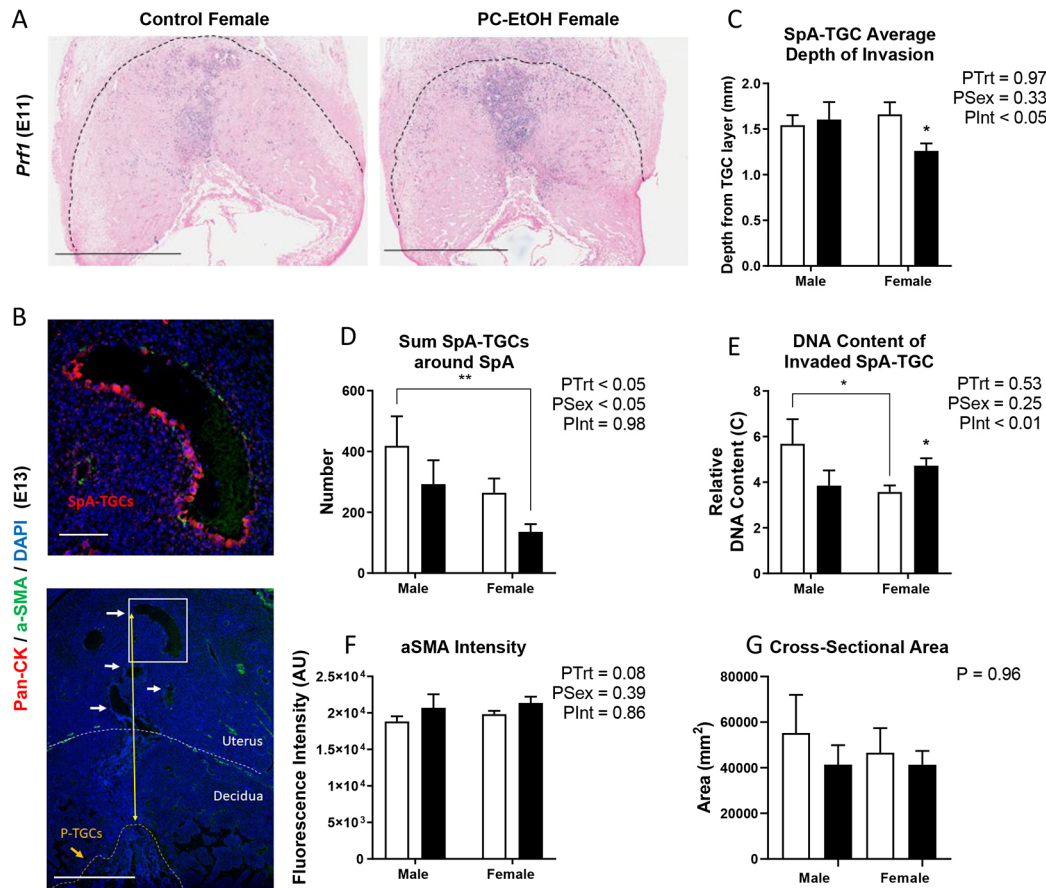 A
Control Female
PC-EtOH Female
Prf1 (E11)
B
Pan-CK / a-SMA / DAPI (E13)
SpA-TGCs
Uterus
Decidua
P-TGCs
C
SpA-TGC Average
Depth of Invasion
PTrt = 0.97
PSex = 0.33
PInt < 0.05
Depth from TGC layer (mm)
2.0
1.5
1.0
0.5
0.0
*
Male
Female
D
Sum SpA-TGCs
around SpA
PTrt < 0.05
PSex < 0.05
PInt = 0.98
Number
600
400
200
0
**
Male
Female
E
DNA Content of
Invaded SpA-TGC
PTrt = 0.53
PSex = 0.25
PInt < 0.01
Relative
DNA Content (C)
8
6
4
2
0
*
*
Male
Female
F
aSMA Intensity
PTrt = 0.08
PSex = 0.39
PInt = 0.86
Fluorescence Intensity (AU)
2.5×10⁴
2×10⁴
1.5×10⁴
1×10⁴
5×10³
0
Male
Female
G
Cross-Sectional Area
P = 0.96
Area (mm²)
80000
60000
40000
20000
0
Male
Female